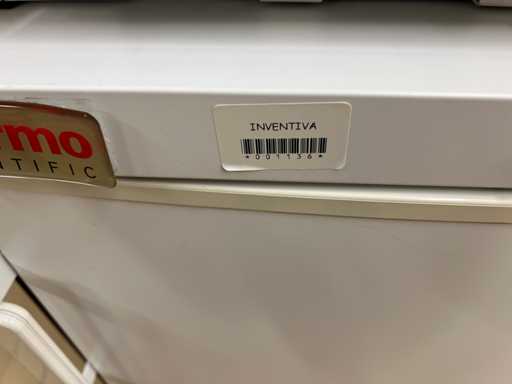 rmo
NTIFIC
INVENTIVA
*001136*